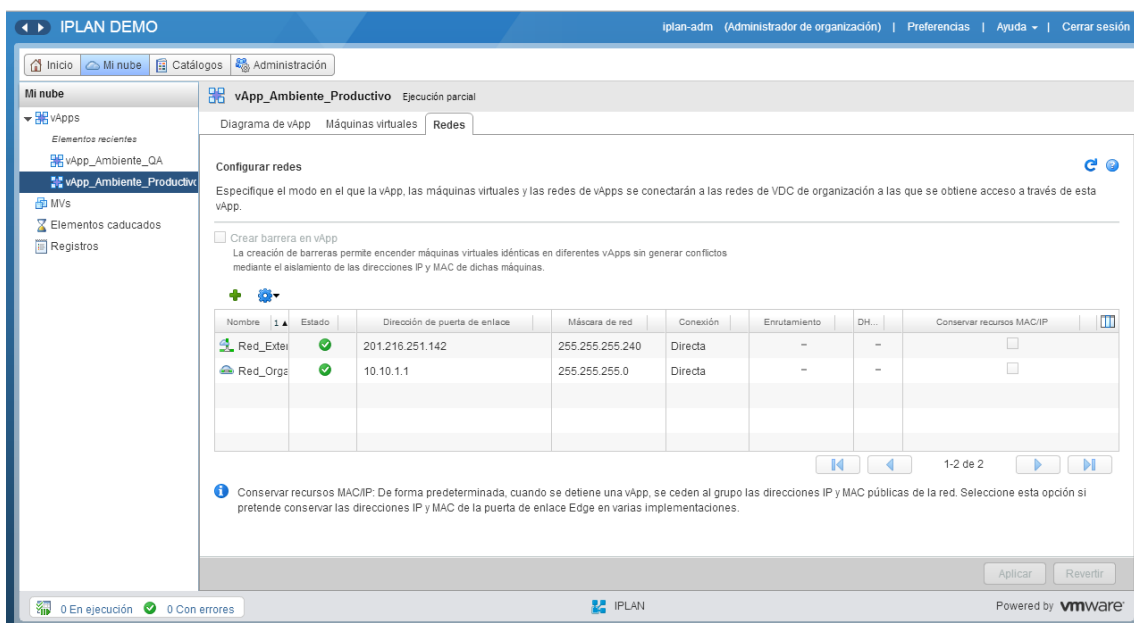 IPLAN DEMO
iplan-adm (Administrador de organización) | Preferencias | Ayuda | Cerrar sesión
Inicio Mi nube Catálogos Administración
Mi nube
vApps
Elementos recientes
vApp_Ambiente_QA
vApp_Ambiente_Productivo
MVs
Elementos caducados
Registros
vApp_Ambiente_Productivo Ejecución parcial
Diagrama de vApp Máquinas virtuales Redes
Configurar redes
Especifique el modo en el que la vApp, las máquinas virtuales y las redes de vApps se conectarán a las redes de VDC de organización a las que se obtiene acceso a través de esta
vApp.
Crear barrera en vApp
La creación de barreras permite encender máquinas virtuales idénticas en diferentes vApps sin generar conflictos
mediante el aislamiento de las direcciones IP y MAC de dichas máquinas.
Nombre 1▲ Estado Dirección de puerta de enlace Máscara de red Conexión Enrutamiento DH... Conservar recursos MAC/IP
Red_Exter 201.216.251.142 255.255.255.240 Directa - -
Red_Orga 10.10.1.1 255.255.255.0 Directa - -
1-2 de 2
Conservar recursos MAC/IP: De forma predeterminada, cuando se detiene una vApp, se ceden al grupo las direcciones IP y MAC públicas de la red. Seleccione esta opción si
pretende conservar las direcciones IP y MAC de la puerta de enlace Edge en varias implementaciones.
Aplicar Revertir
0 En ejecución 0 Con errores
IPLAN
Powered by vmware